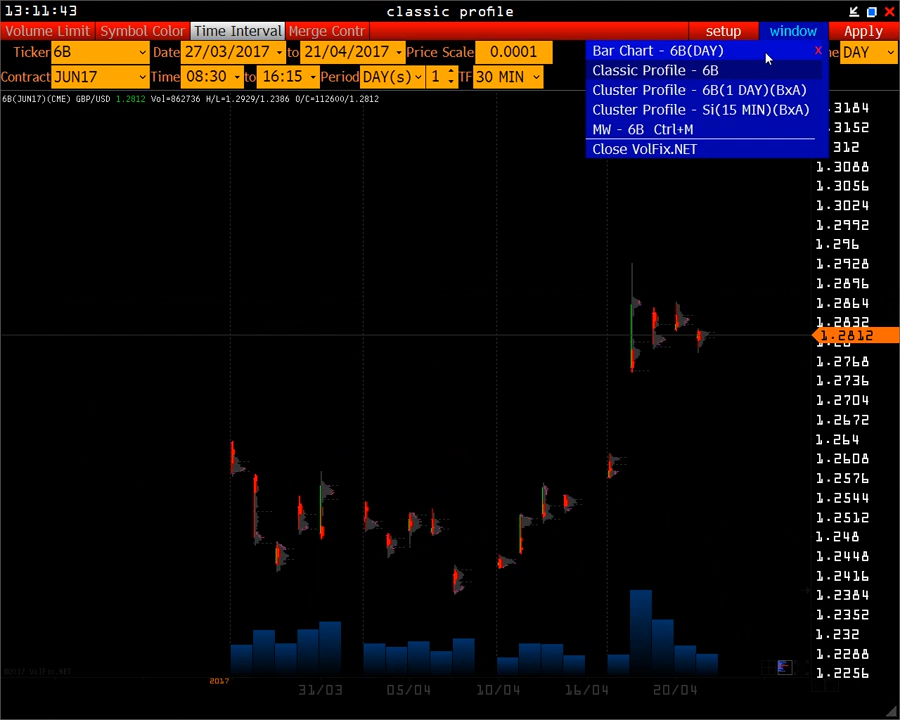 13:11:43 classic profile
Volume Limit Symbol Color Time Interval Merge Contr setup window Apply
Ticker 6B Date 27/03/2017 to 21/04/2017 Price Scale 0.0001 DAY
Contract JUN17 Time 08:30 to 16:15 Period DAY(s) 1 TF 30 MIN
Bar Chart - 6B(DAY) x
Classic Profile - 6B
Cluster Profile - 6B(1 DAY)(BxA)
Cluster Profile - Si(15 MIN)(BxA)
MW - 6B Ctrl+M
Close VolFix.NET
6B(JUN17)(CME) GBP/USD 1.2812 Vol=862736 H/L=1.2929/1.2386 O/C=112600/1.2812
1.3184
1.3152
1.312
1.3088
1.3056
1.3024
1.2992
1.296
1.2928
1.2896
1.2864
1.2832
1.2812
1.2768
1.2736
1.2704
1.2672
1.264
1.2608
1.2576
1.2544
1.2512
1.248
1.2448
1.2416
1.2384
1.2352
1.232
1.2288
1.2256
©2017 VolFix.NET
2017
31/03 05/04 10/04 16/04 20/04